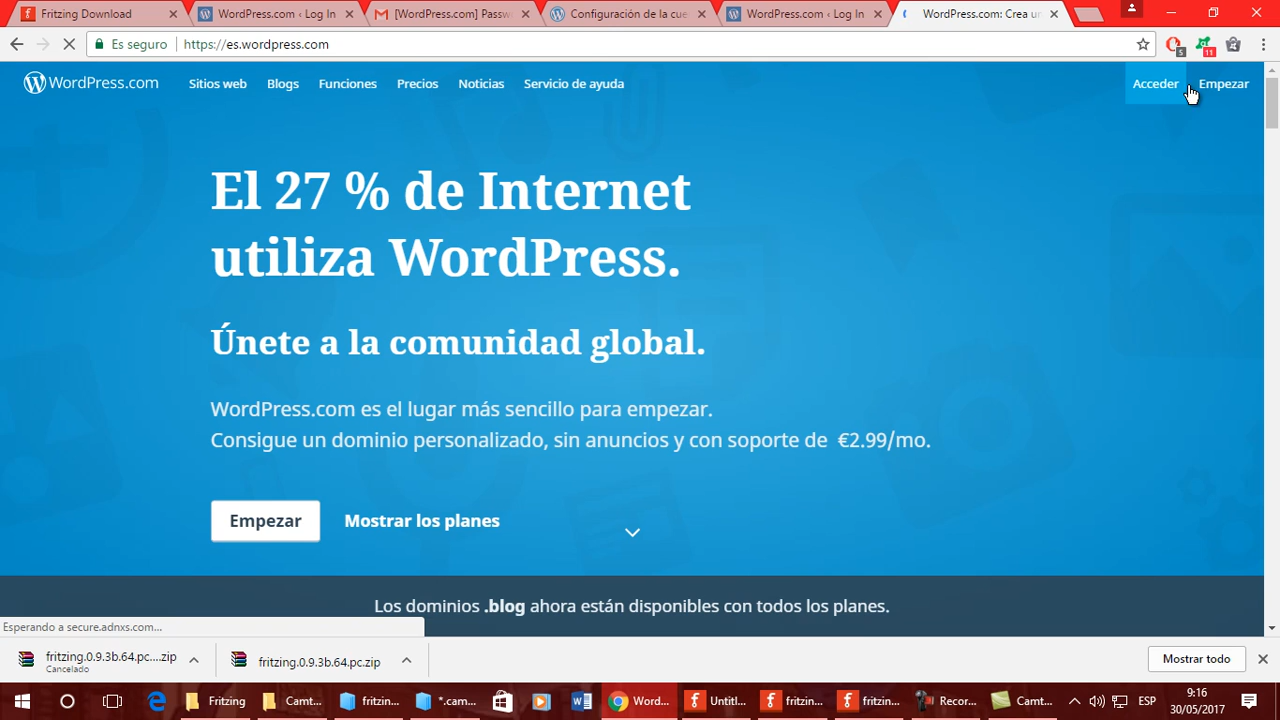 Fritzing Download
WordPress.com ‹ Log In
[WordPress.com] Passw
Configuración de la cue
WordPress.com ‹ Log In
WordPress.com: Crea un
Es seguro
https://es.wordpress.com
5
11
WordPress.com
Sitios web
Blogs
Funciones
Precios
Noticias
Servicio de ayuda
Acceder
Empezar
El 27 % de Internet
utiliza WordPress.
Únete a la comunidad global.
WordPress.com es el lugar más sencillo para empezar.
Consigue un dominio personalizado, sin anuncios y con soporte de €2.99/mo.
Empezar
Mostrar los planes
Los dominios .blog ahora están disponibles con todos los planes.
Esperando a secure.adnxs.com...
fritzing.0.9.3b.64.pc....zip
Cancelado
fritzing.0.9.3b.64.pc.zip
Mostrar todo
Fritzing
Camt...
fritzin...
*.cam...
Word...
Untitl...
fritzin...
fritzin...
Recor...
Camt...
ESP
9:16
30/05/2017